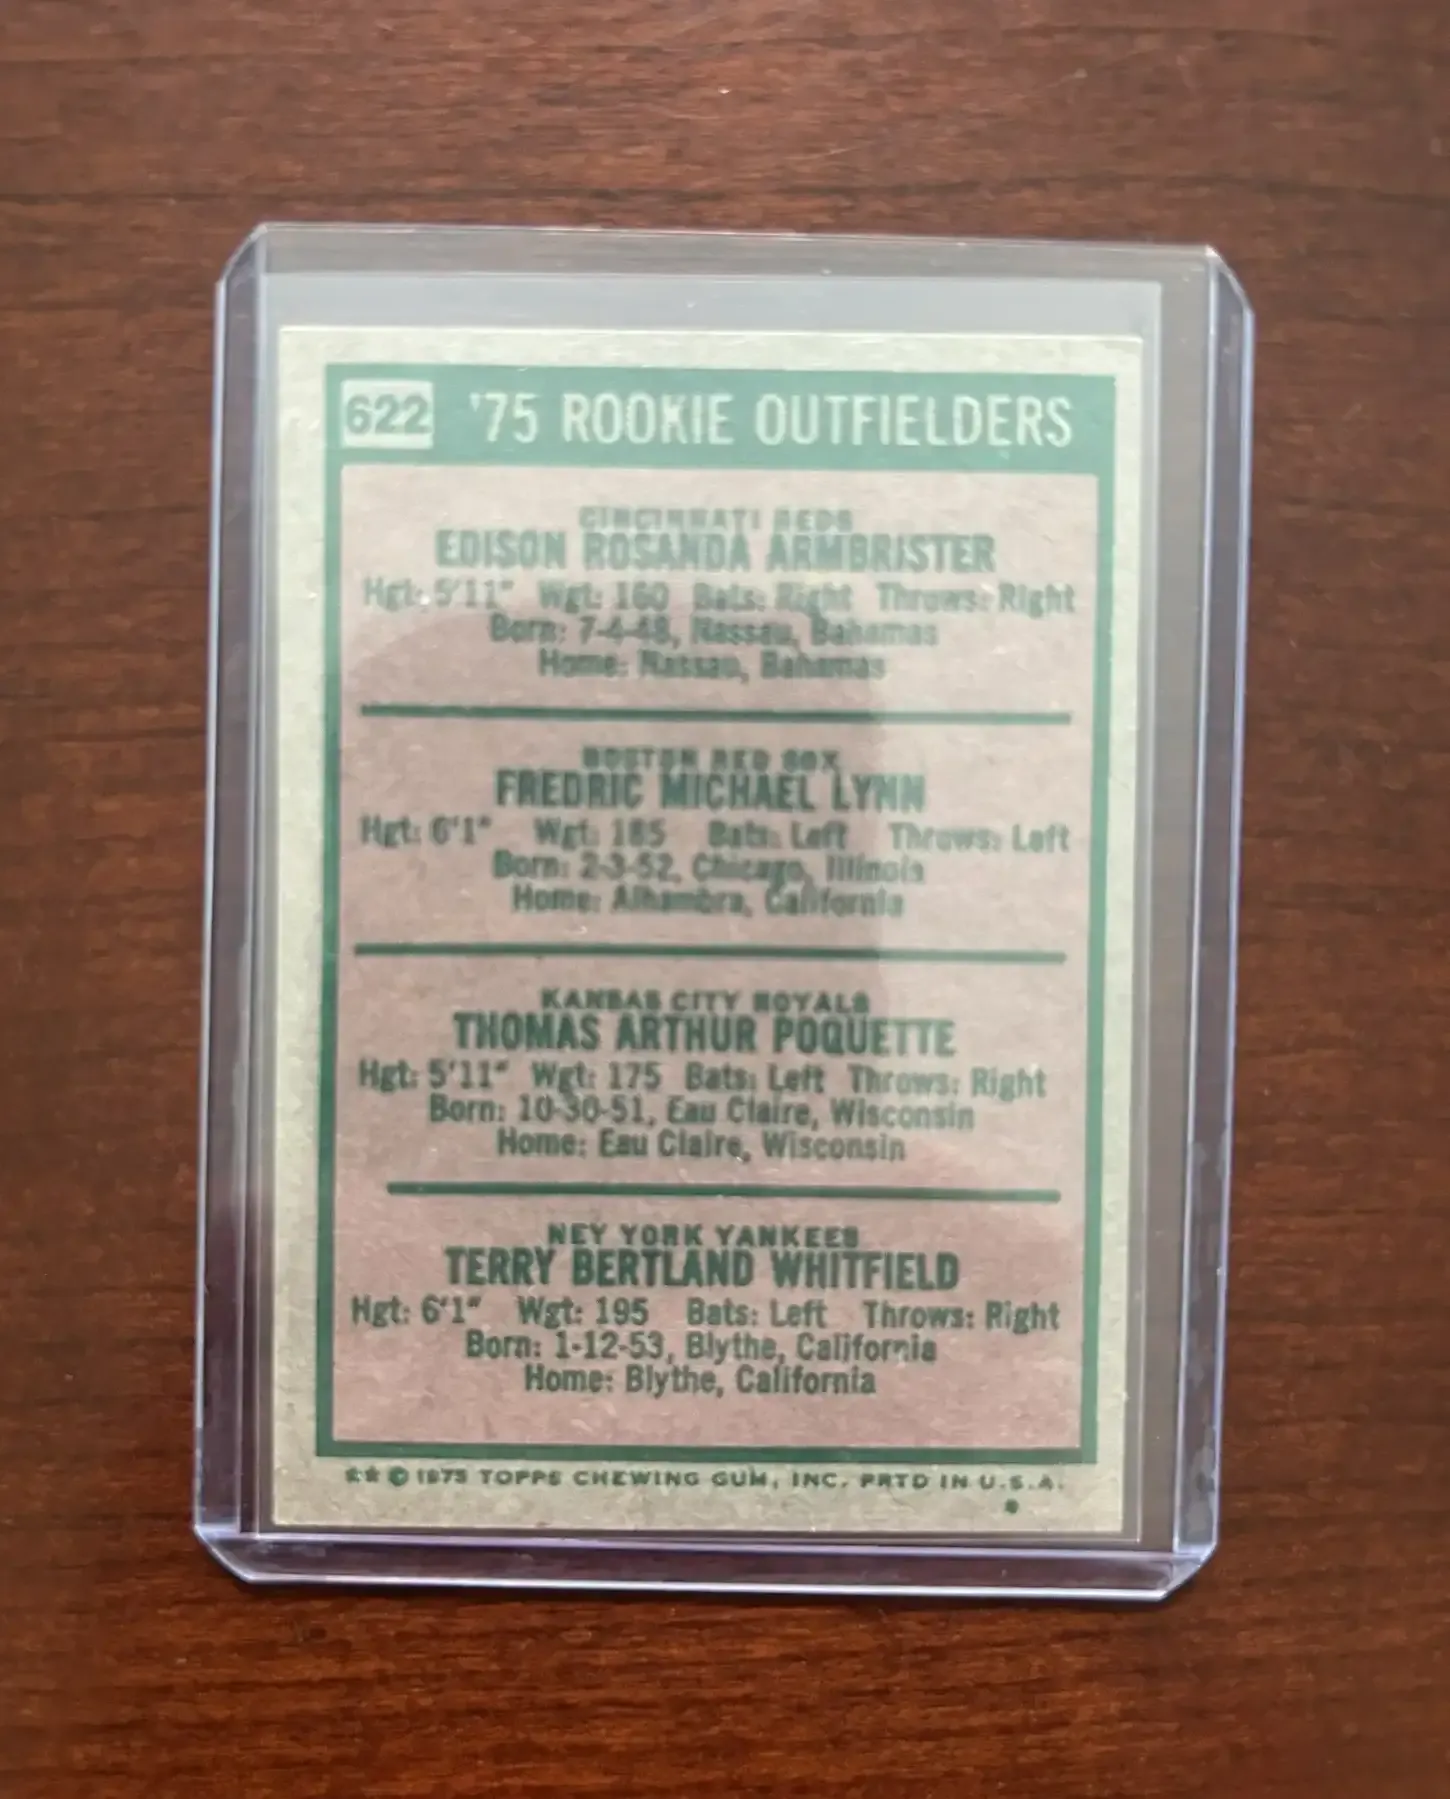 622 '75 ROOKIE OUTFIELDERS
CINCINNATI REDS
EDISON ROSANDA ARMBRISTER
Hgt: 5'11" Wgt: 160 Bats: Right Throws: Right
Born: 7-4-48, Nassau, Bahamas
Home: Nassau, Bahamas
BOSTON RED SOX
FREDRIC MICHAEL LYNN
Hgt: 6'1" Wgt: 185 Bats: Left Throws: Left
Born: 2-3-52, Chicago, Illinois
Home: Alhambra, California
KANSAS CITY ROYALS
THOMAS ARTHUR POQUETTE
Hgt: 5'11" Wgt: 175 Bats: Left Throws: Right
Born: 10-30-51, Eau Claire, Wisconsin
Home: Eau Claire, Wisconsin
NEW YORK YANKEES
TERRY BERTLAND WHITFIELD
Hgt: 6'1" Wgt: 195 Bats: Left Throws: Right
Born: 1-12-53, Blythe, California
Home: Blythe, California
** © 1975 TOPPS CHEWING GUM, INC. PRTD IN U.S.A.